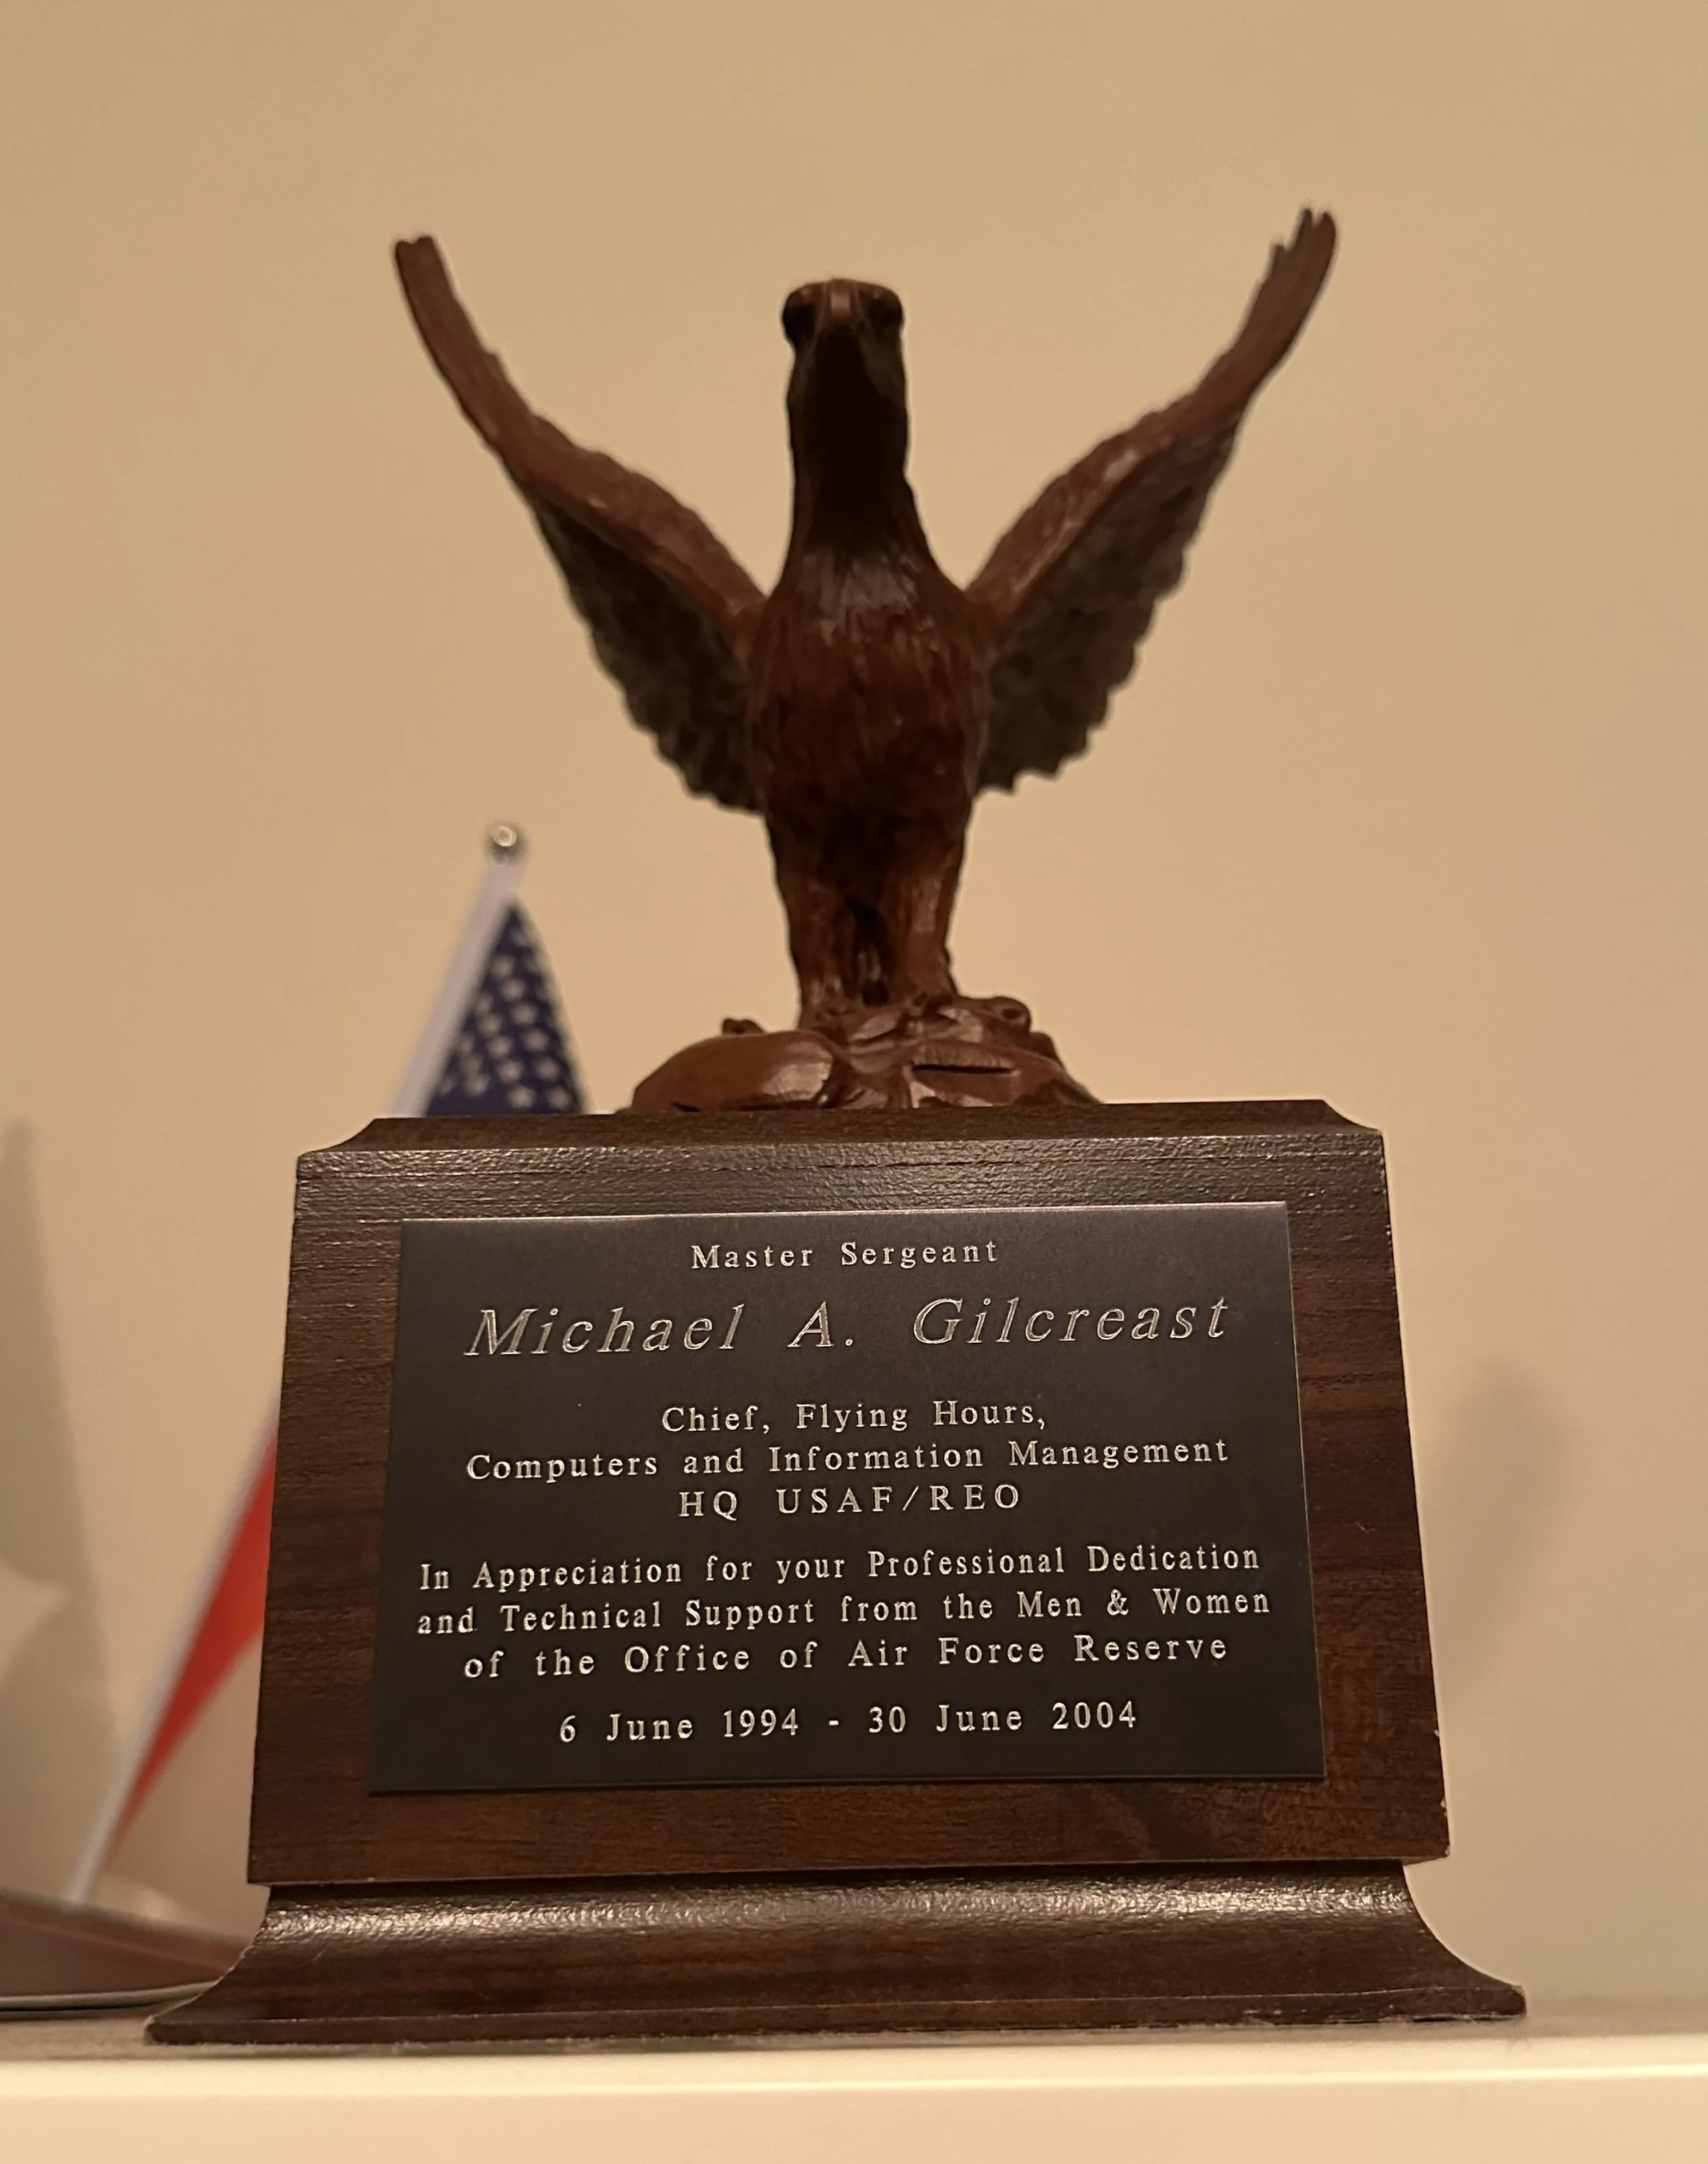 Master Sergeant
Michael A. Gilcreast
Chief, Flying Hours,
Computers and Information Management
HQ USAF/REO
In Appreciation for your Professional Dedication
and Technical Support from the Men & Women
of the Office of Air Force Reserve
6 June 1994 - 30 June 2004